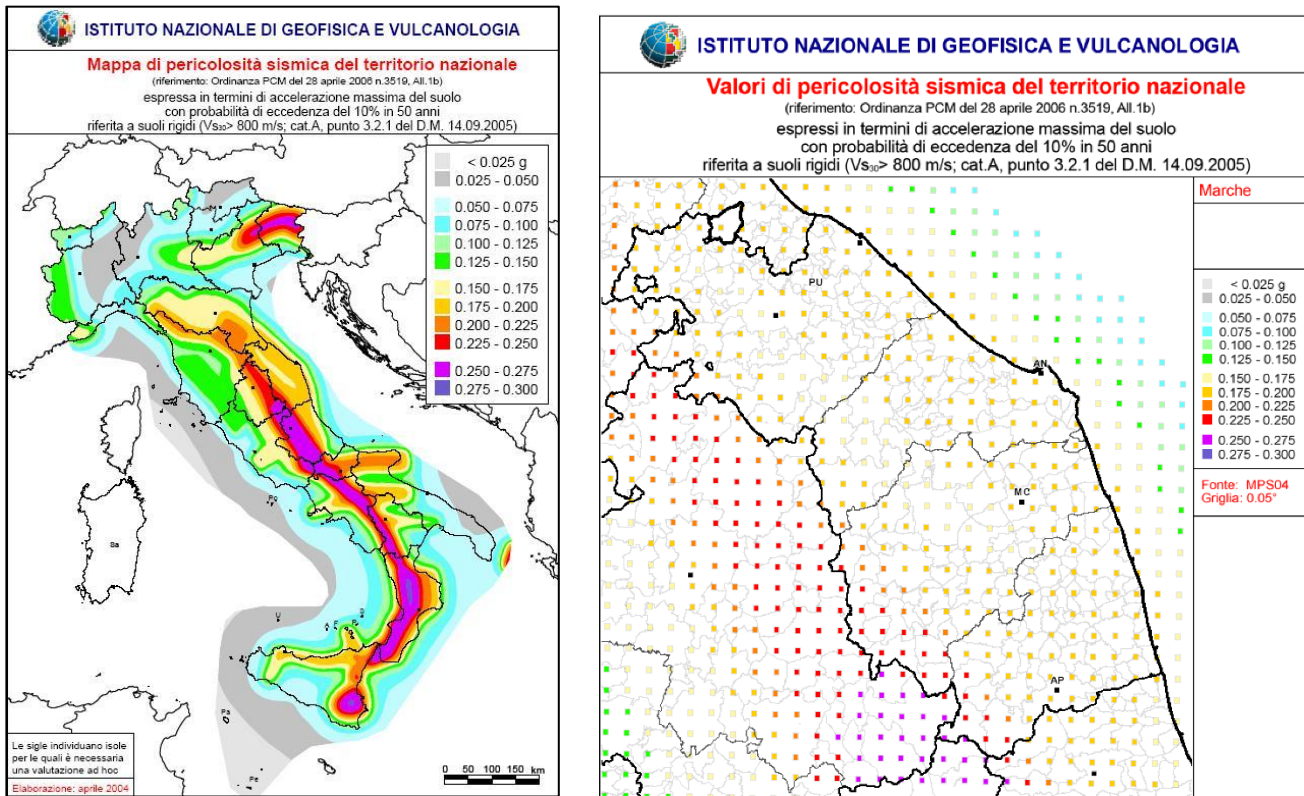 ISTITUTO NAZIONALE DI GEOFISICA E VULCANOLOGIA
Mappa di pericolosità sismica del territorio nazionale
(riferimento: Ordinanza PCM del 28 aprile 2006 n.3519, All.1b)
espressa in termini di accelerazione massima del suolo
con probabilità di eccedenza del 10% in 50 anni
riferita a suoli rigidi (Vs₃₀> 800 m/s; cat.A, punto 3.2.1 del D.M. 14.09.2005)
< 0.025 g
0.025 - 0.050
0.050 - 0.075
0.075 - 0.100
0.100 - 0.125
0.125 - 0.150
0.150 - 0.175
0.175 - 0.200
0.200 - 0.225
0.225 - 0.250
0.250 - 0.275
0.275 - 0.300
Po
Sa
U
A
F
P
Pa
Pe
Le sigle individuano isole
per le quali è necessaria
una valutazione ad hoc
Elaborazione: aprile 2004
0 50 100 150 km
ISTITUTO NAZIONALE DI GEOFISICA E VULCANOLOGIA
Valori di pericolosità sismica del territorio nazionale
(riferimento: Ordinanza PCM del 28 aprile 2006 n.3519, All.1b)
espressi in termini di accelerazione massima del suolo
con probabilità di eccedenza del 10% in 50 anni
riferita a suoli rigidi (Vs₃₀> 800 m/s; cat.A, punto 3.2.1 del D.M. 14.09.2005)
Marche
< 0.025 g
0.025 - 0.050
0.050 - 0.075
0.075 - 0.100
0.100 - 0.125
0.125 - 0.150
0.150 - 0.175
0.175 - 0.200
0.200 - 0.225
0.225 - 0.250
0.250 - 0.275
0.275 - 0.300
Fonte: MPS04
Griglia: 0.05°
PU
AN
MC
AP